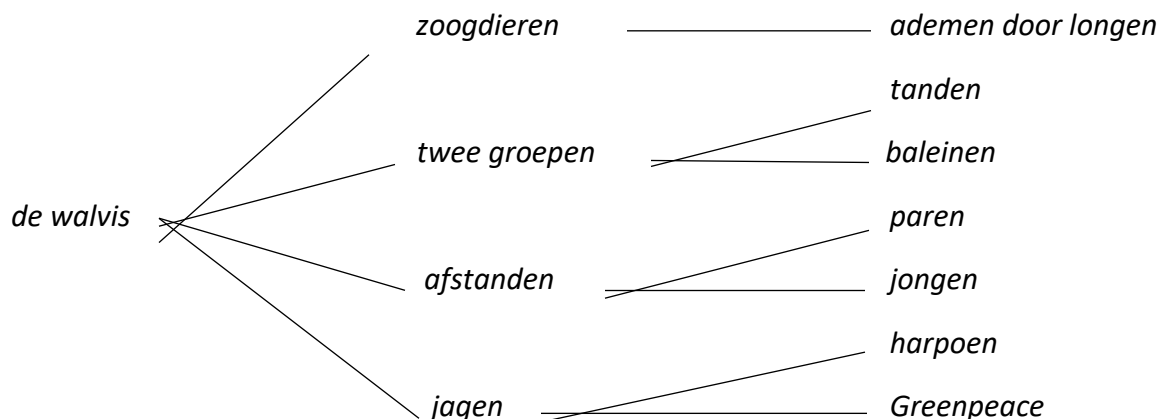 zoogdieren ademen door longen
tanden
twee groepen baleinen
de walvis paren
afstanden jongen
harpoen
jagen Greenpeace